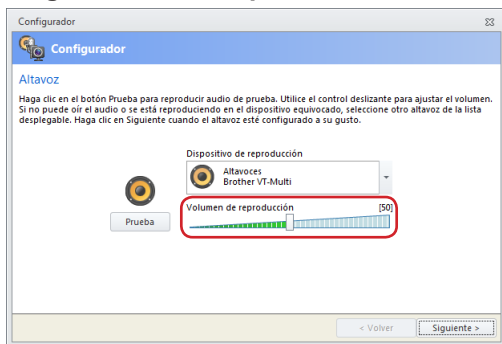 Configurador
Configurador
Altavoz
Haga clic en el botón Prueba para reproducir audio de prueba. Utilice el control deslizante para ajustar el volumen.
Si no puede oír el audio o se está reproduciendo en el dispositivo equivocado, seleccione otro altavoz de la lista
desplegable. Haga clic en Siguiente cuando el altavoz esté configurado a su gusto.
Dispositivo de reproducción
Altavoces
Brother VT-Multi
Volumen de reproducción [50]
Prueba
< Volver Siguiente >